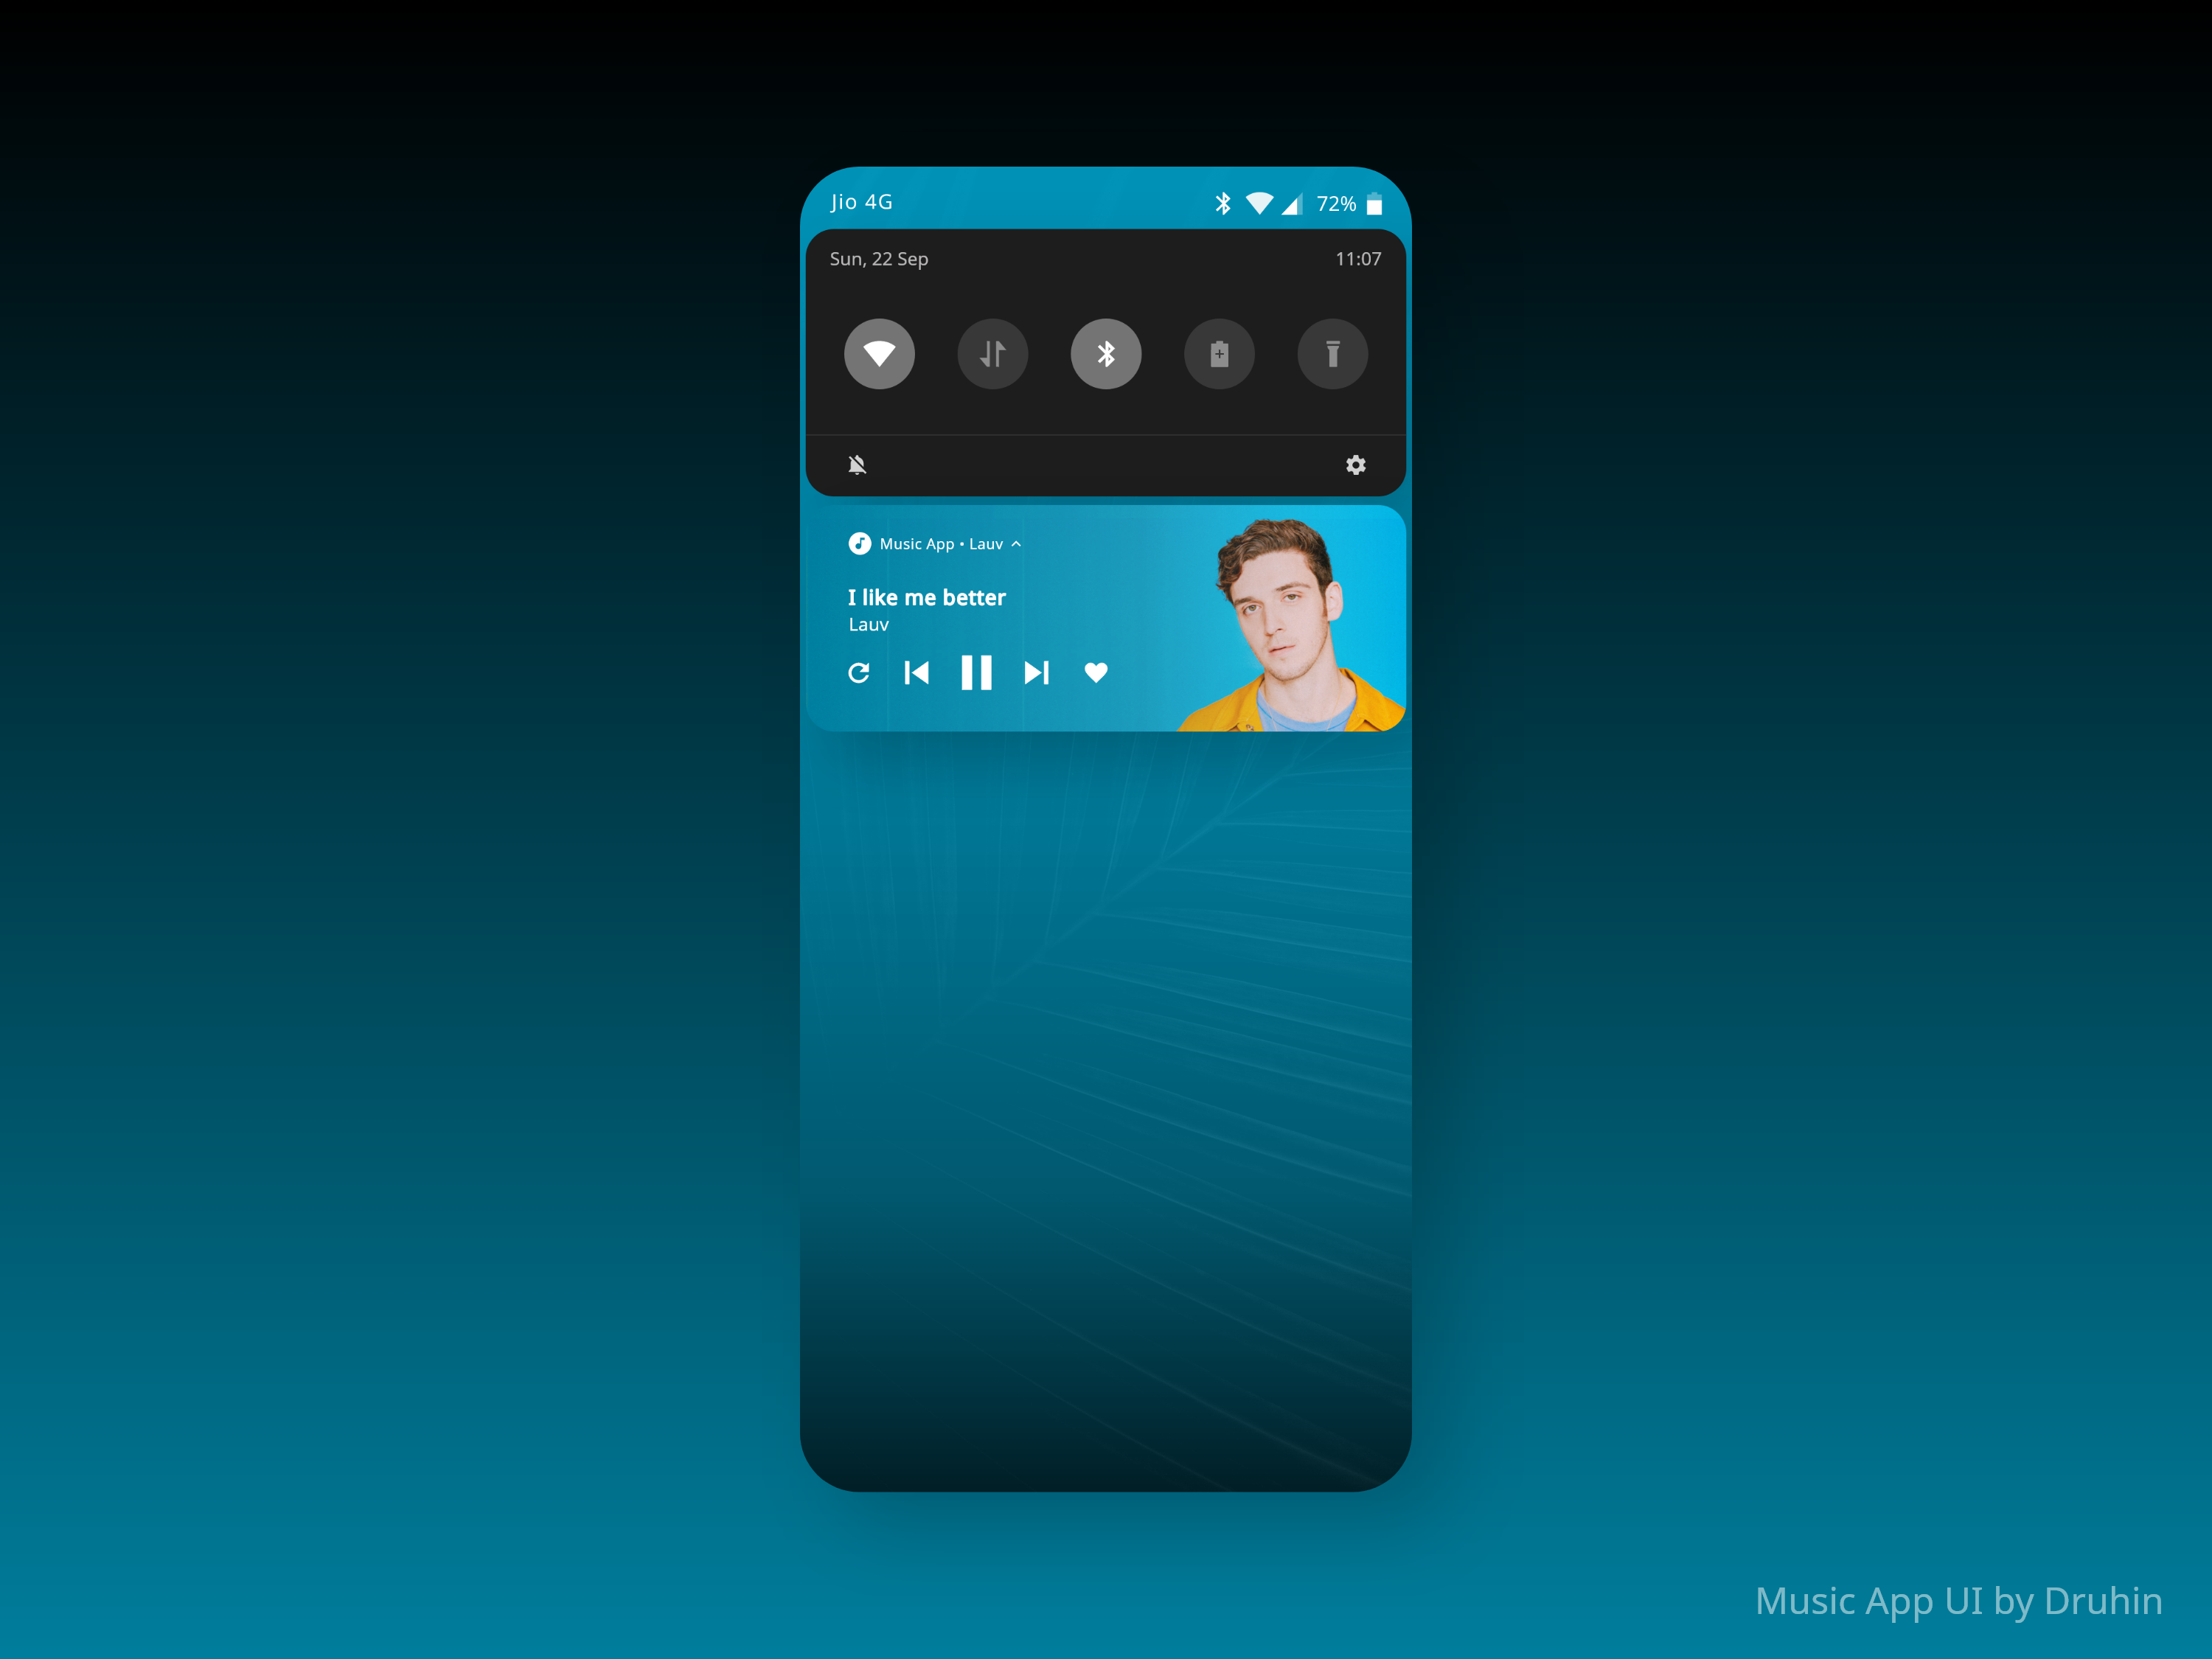 Jio 4G
72%
Sun, 22 Sep
11:07
Music App • Lauv
I like me better
Lauv
Music App UI by Druhin